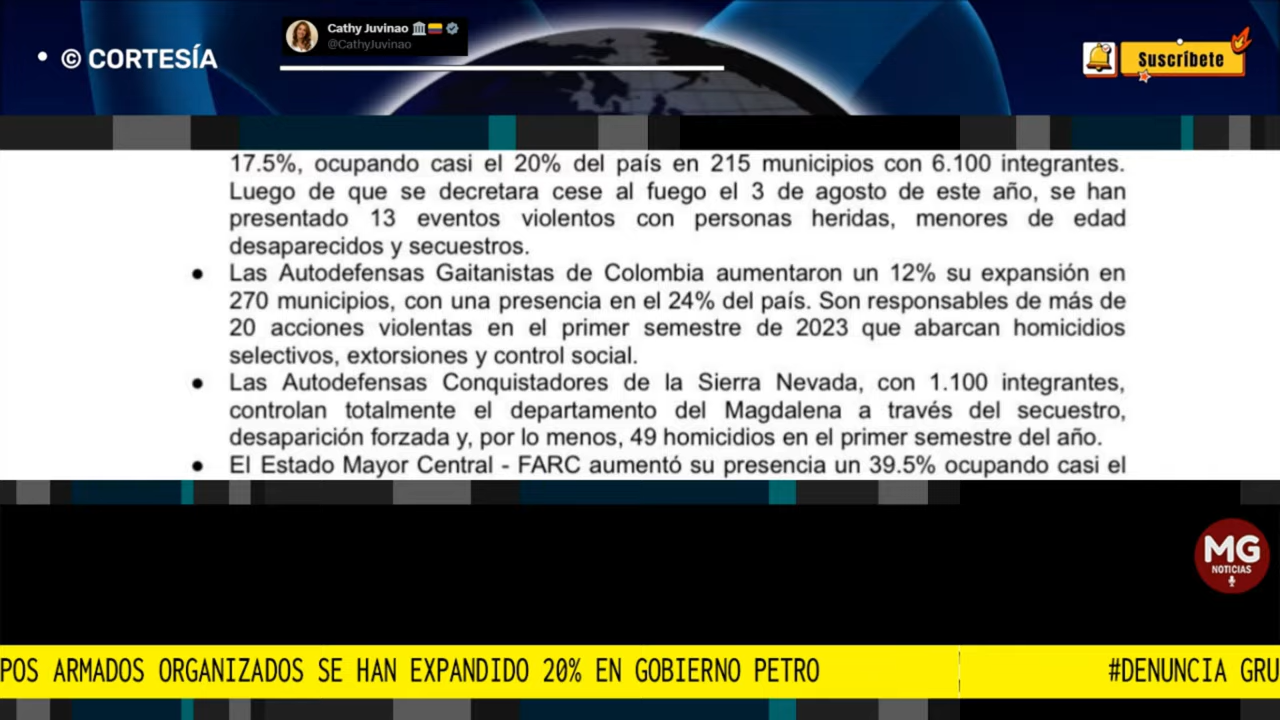 • © CORTESÍA
Cathy Juvinao
@CathyJuvinao
Suscríbete
17.5%, ocupando casi el 20% del país en 215 municipios con 6.100 integrantes.
Luego de que se decretara cese al fuego el 3 de agosto de este año, se han
presentado 13 eventos violentos con personas heridas, menores de edad
desaparecidos y secuestros.
● Las Autodefensas Gaitanistas de Colombia aumentaron un 12% su expansión en
270 municipios, con una presencia en el 24% del país. Son responsables de más de
20 acciones violentas en el primer semestre de 2023 que abarcan homicidios
selectivos, extorsiones y control social.
● Las Autodefensas Conquistadores de la Sierra Nevada, con 1.100 integrantes,
controlan totalmente el departamento del Magdalena a través del secuestro,
desaparición forzada y, por lo menos, 49 homicidios en el primer semestre del año.
● El Estado Mayor Central - FARC aumentó su presencia un 39.5% ocupando casi el
MG
NOTICIAS
POS ARMADOS ORGANIZADOS SE HAN EXPANDIDO 20% EN GOBIERNO PETRO
#DENUNCIA GRU